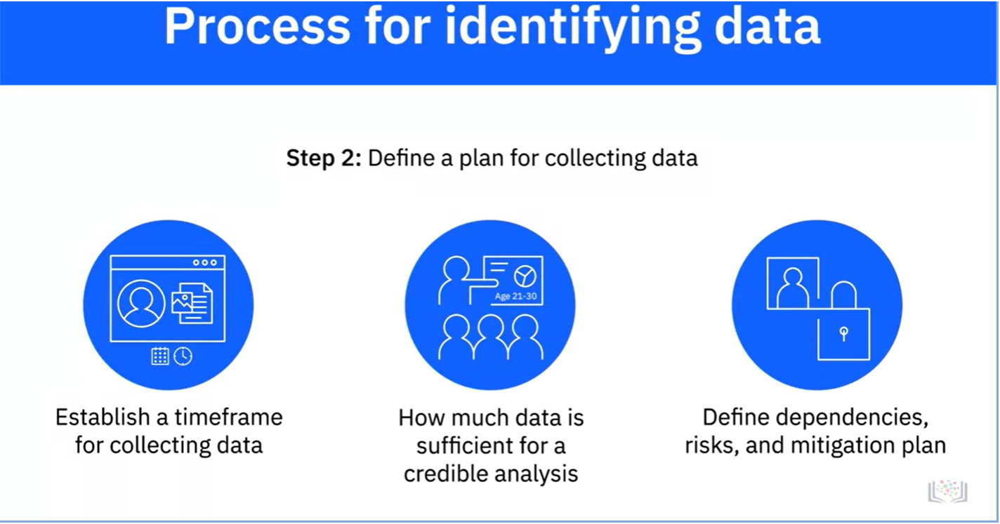 Process for identifying data
Step 2: Define a plan for collecting data
Age 21-30
Establish a timeframe
for collecting data
How much data is
sufficient for a
credible analysis
Define dependencies,
risks, and mitigation plan